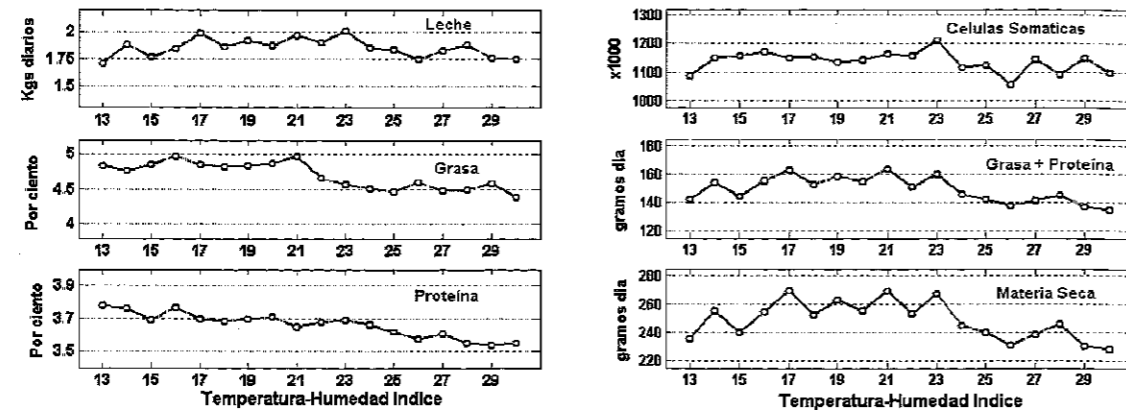 Leche
Kgs diarios
2
1.75
1.5
13 15 17 19 21 23 25 27 29
Grasa
Por ciento
5
4.5
4
13 15 17 19 21 23 25 27 29
Proteína
Por ciento
3.9
3.7
3.5
13 15 17 19 21 23 25 27 29
Temperatura-Humedad Indice
Celulas Somaticas
x1000
1300
1200
1100
1000
13 15 17 19 21 23 25 27 29
Grasa + Proteína
gramos dia
180
160
140
120
13 15 17 19 21 23 25 27 29
Materia Seca
gramos dia
280
260
240
220
13 15 17 19 21 23 25 27 29
Temperatura-Humedad Indice